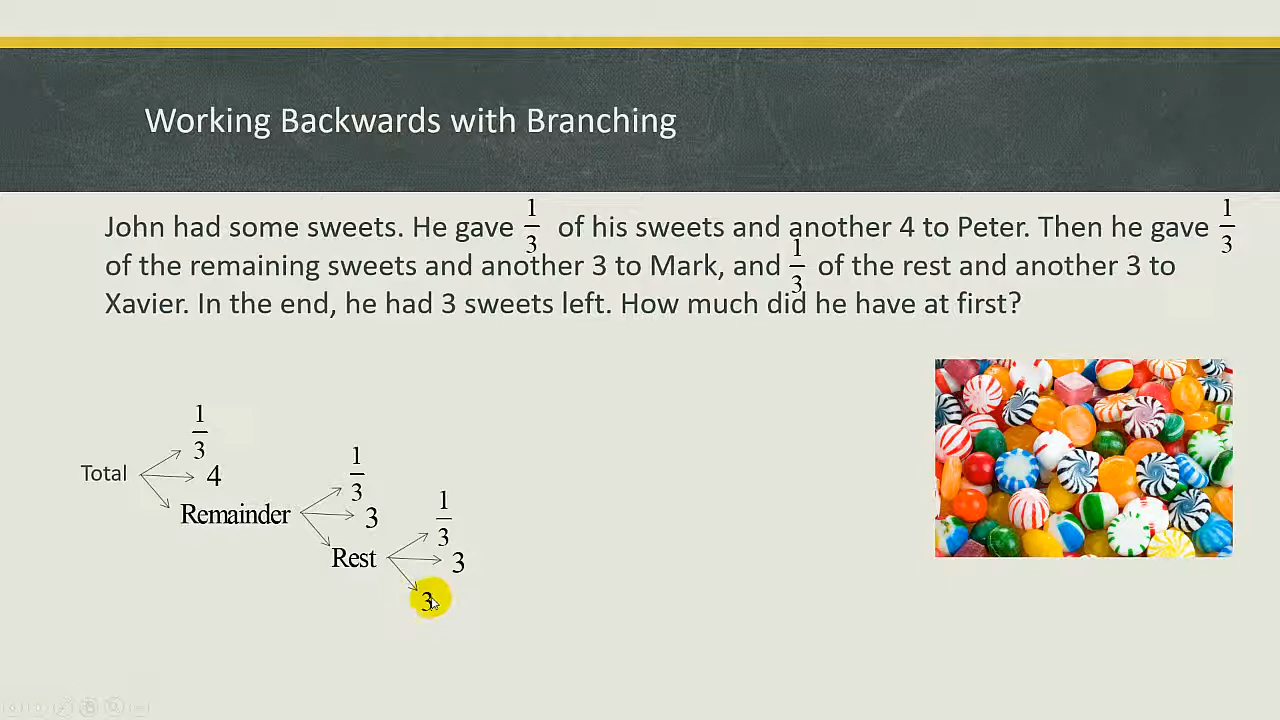 Working Backwards with Branching
John had some sweets. He gave 1/3 of his sweets and another 4 to Peter. Then he gave 1/3
of the remaining sweets and another 3 to Mark, and 1/3 of the rest and another 3 to
Xavier. In the end, he had 3 sweets left. How much did he have at first?
Total
1/3
4
Remainder
1/3
3
Rest
1/3
3
3